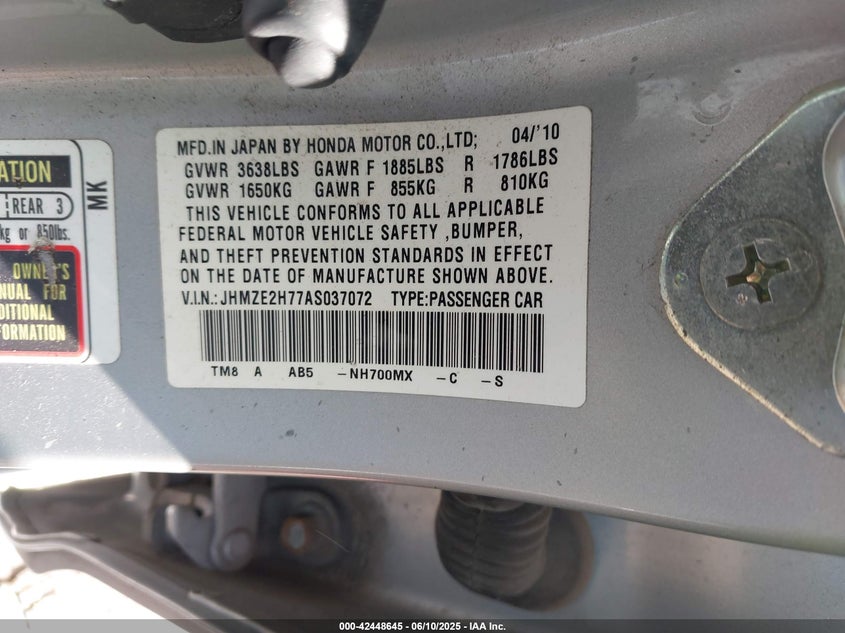 ATION
REAR 3
kg or 850lbs.
OWNER'S
NUAL FOR
DITIONAL
FORMATION
MK
MFD.IN JAPAN BY HONDA MOTOR CO.,LTD; 04/'10
GVWR 3638LBS GAWR F 1885LBS R 1786LBS
GVWR 1650KG GAWR F 855KG R 810KG
THIS VEHICLE CONFORMS TO ALL APPLICABLE
FEDERAL MOTOR VEHICLE SAFETY ,BUMPER,
AND THEFT PREVENTION STANDARDS IN EFFECT
ON THE DATE OF MANUFACTURE SHOWN ABOVE.
V.I.N.: JHMZE2H77AS037072 TYPE:PASSENGER CAR
TM8 A AB5 -NH700MX -C -S
000-42448645 - 06/10/2025 - IAA Inc.